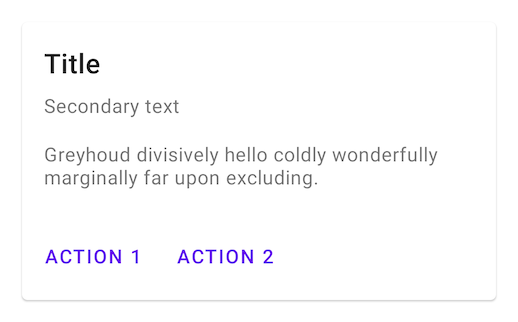 Title
Secondary text
Greyhoud divisively hello coldly wonderfully
marginally far upon excluding.
ACTION 1 ACTION 2